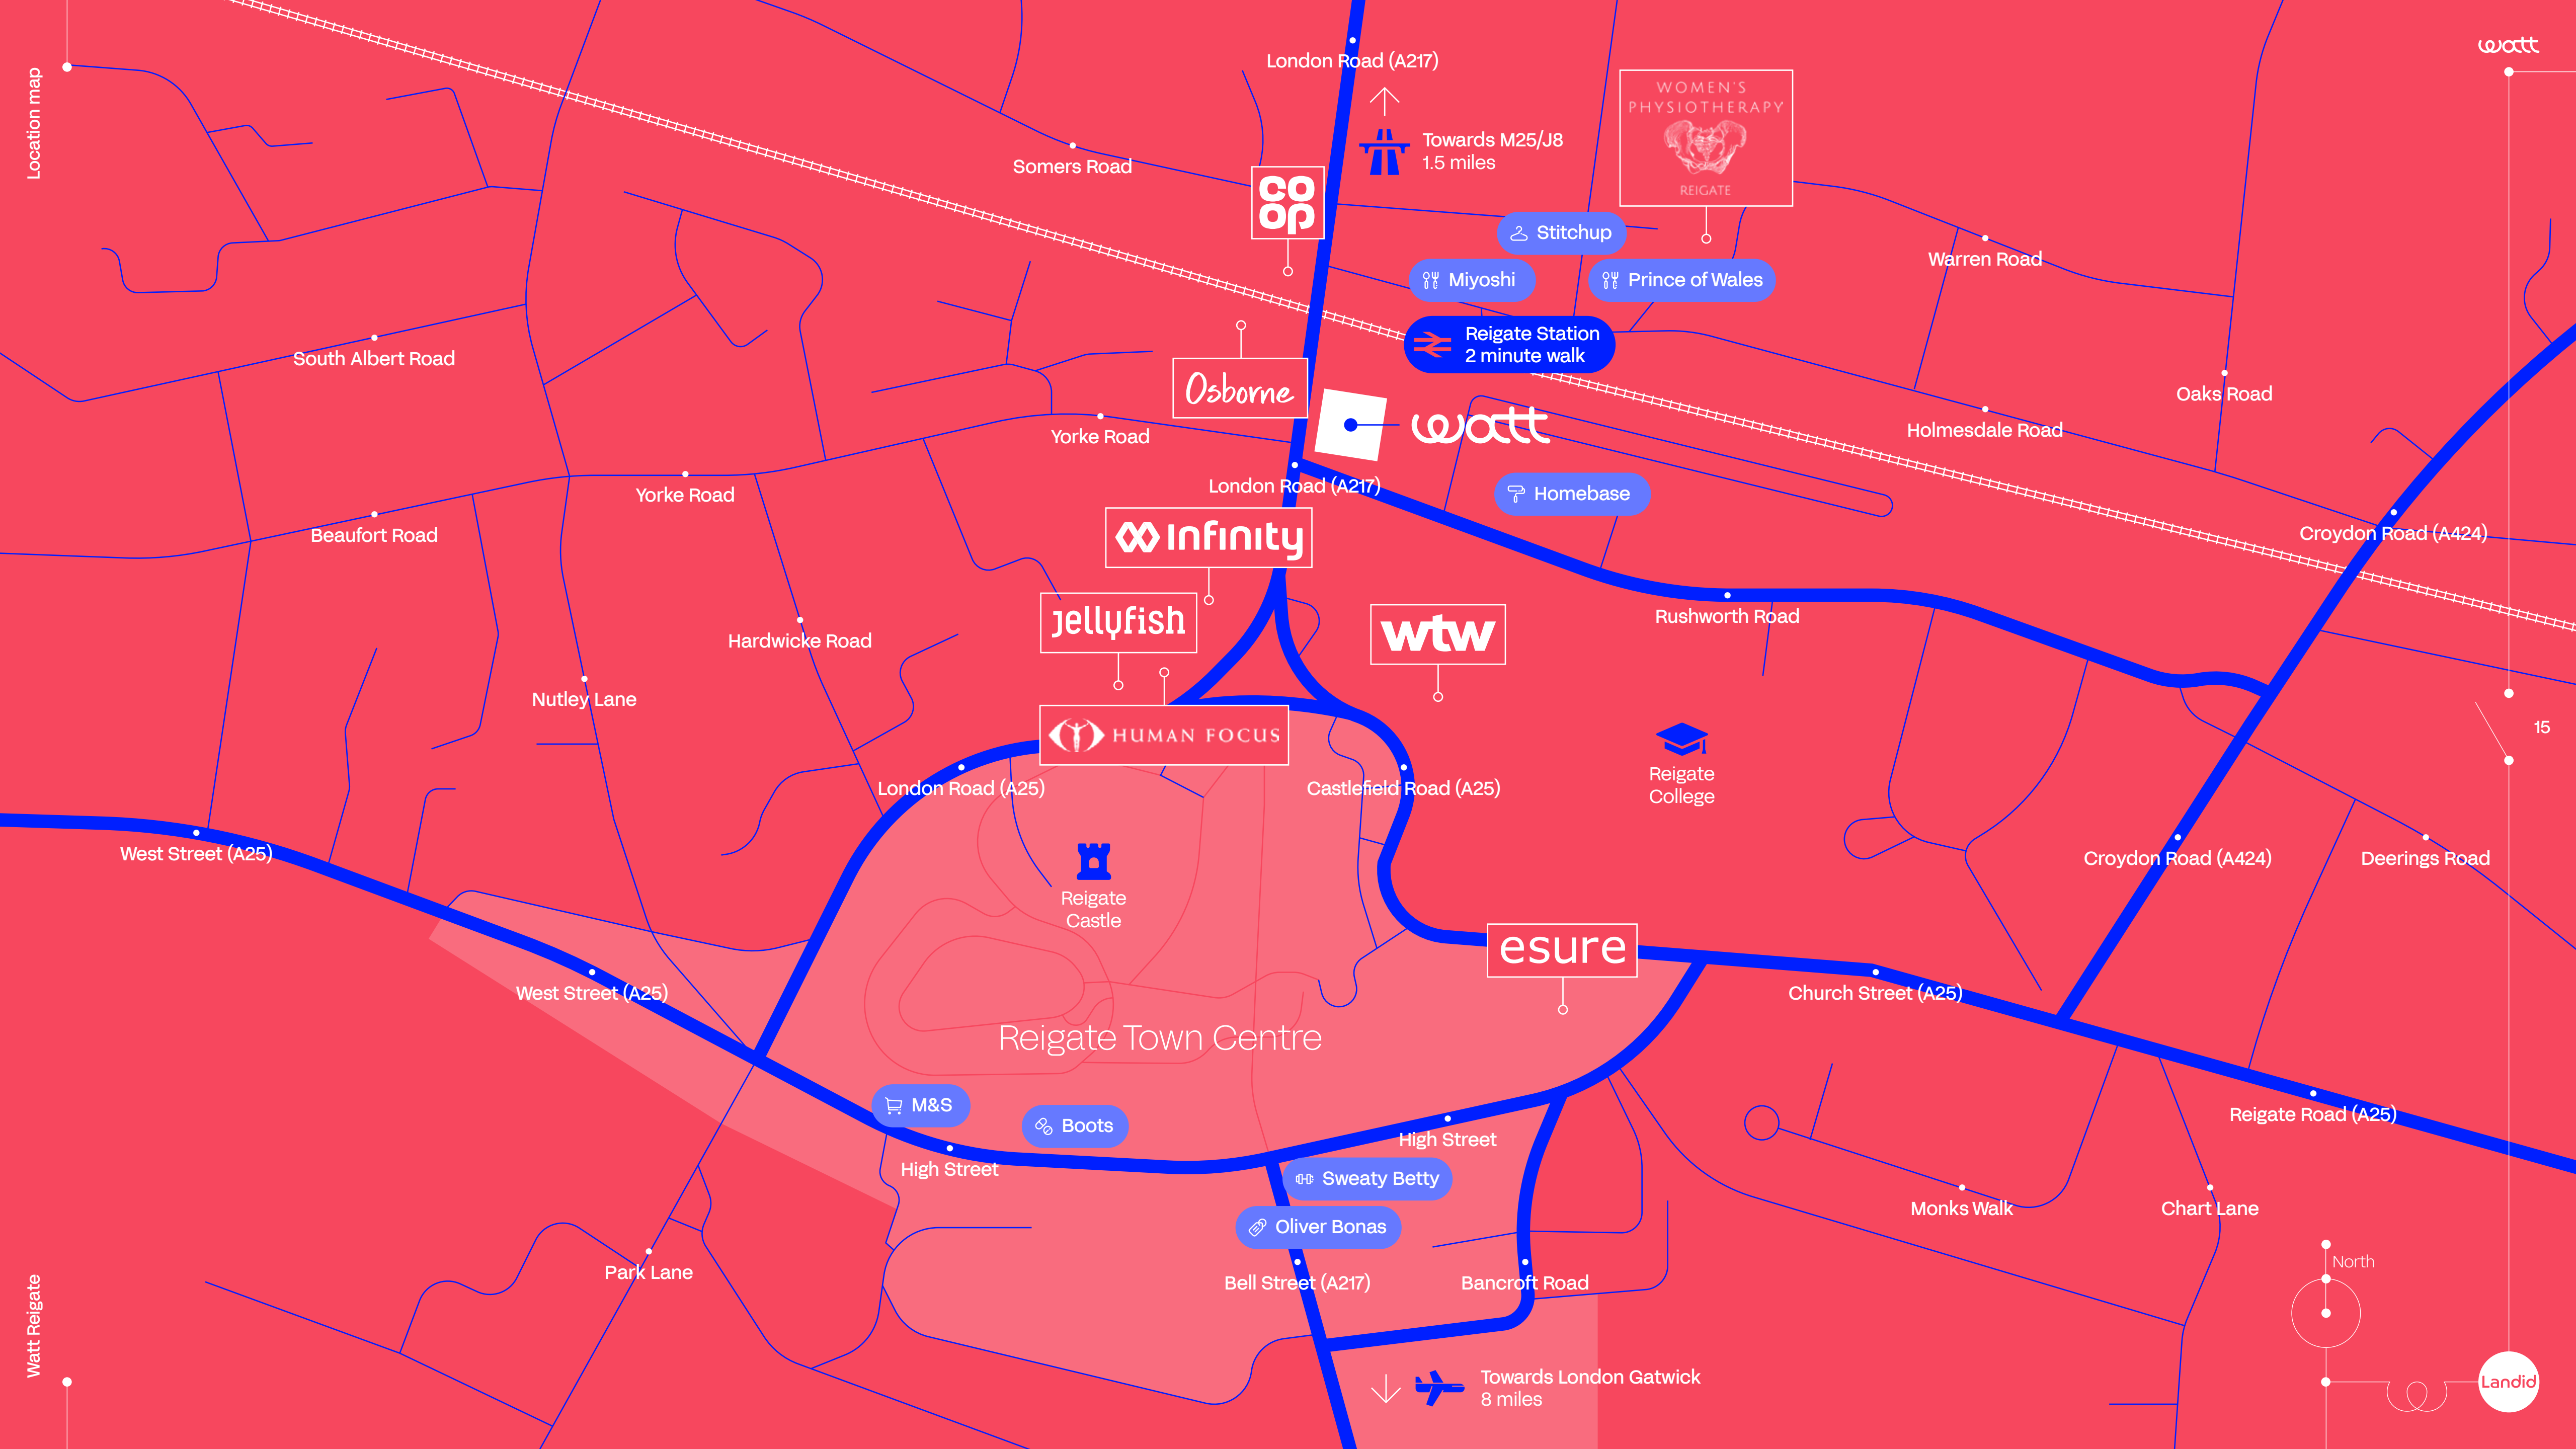 Location map
watt
London Road (A217)
Towards M25/J8
1.5 miles
WOMEN'S
PHYSIOTHERAPY
REIGATE
Somers Road
CO
OP
Stitchup
Miyoshi
Prince of Wales
Warren Road
Reigate Station
2 minute walk
South Albert Road
Osborne
Oaks Road
watt
Yorke Road
Holmesdale Road
Yorke Road
London Road (A217)
Homebase
Beaufort Road
Infinity
Croydon Road (A424)
jellyfish
wtw
Rushworth Road
Hardwicke Road
Nutley Lane
HUMAN FOCUS
15
Reigate
College
London Road (A25)
Castlefield Road (A25)
West Street (A25)
Croydon Road (A424)
Deerings Road
Reigate
Castle
esure
West Street (A25)
Church Street (A25)
Reigate Town Centre
M&S
Boots
Reigate Road (A25)
High Street
High Street
Sweaty Betty
Monks Walk
Chart Lane
Oliver Bonas
Park Lane
Bell Street (A217)
Bancroft Road
North
Watt Reigate
Towards London Gatwick
8 miles
Landid